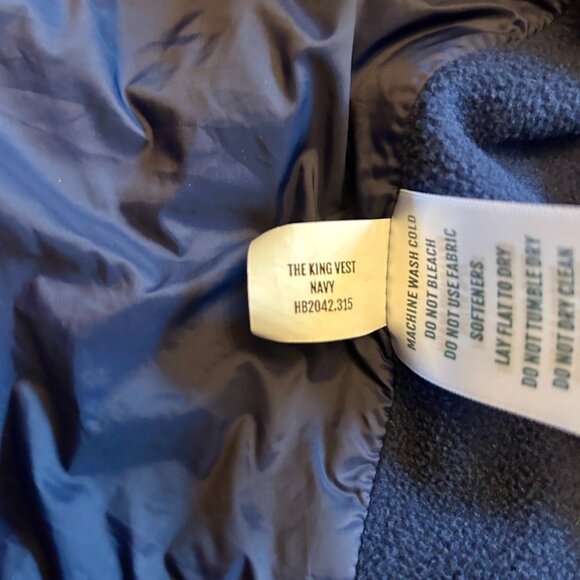 THE KING VEST
NAVY
HB2042.315
MACHINE WASH COLD
DO NOT BLEACH
DO NOT USE FABRIC
SOFTENERS
LAY FLAT TO DRY
DO NOT TUMBLE DRY
DO NOT DRY CLEAN